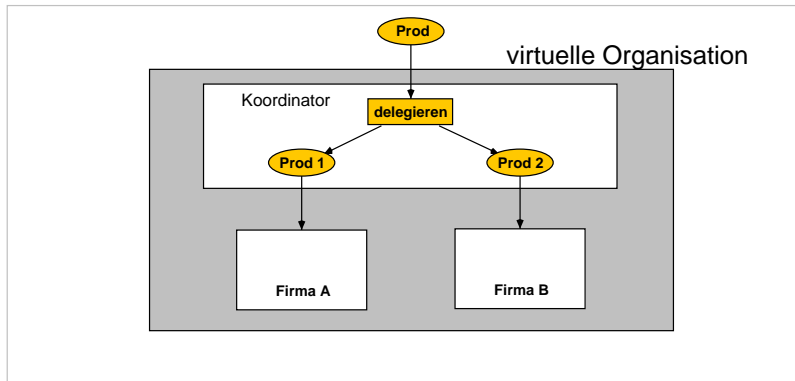 Prod
virtuelle Organisation
Koordinator
delegieren
Prod 1
Prod 2
Firma A
Firma B